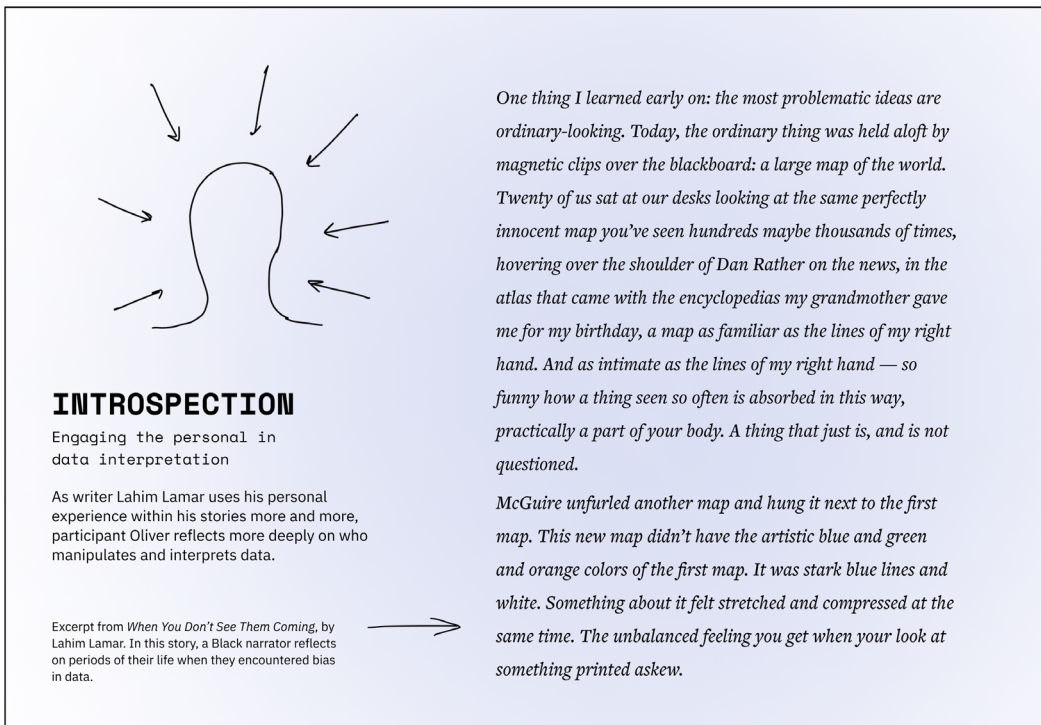 INTROSPECTION
Engaging the personal in
data interpretation
As writer Lahim Lamar uses his personal
experience within his stories more and more,
participant Oliver reflects more deeply on who
manipulates and interprets data.
Excerpt from When You Don’t See Them Coming, by
Lahim Lamar. In this story, a Black narrator reflects
on periods of their life when they encountered bias
in data.
One thing I learned early on: the most problematic ideas are
ordinary-looking. Today, the ordinary thing was held aloft by
magnetic clips over the blackboard: a large map of the world.
Twenty of us sat at our desks looking at the same perfectly
innocent map you’ve seen hundreds maybe thousands of times,
hovering over the shoulder of Dan Rather on the news, in the
atlas that came with the encyclopedias my grandmother gave
me for my birthday, a map as familiar as the lines of my right
hand. And as intimate as the lines of my right hand — so
funny how a thing seen so often is absorbed in this way,
practically a part of your body. A thing that just is, and is not
questioned.
McGuire unfurled another map and hung it next to the first
map. This new map didn’t have the artistic blue and green
and orange colors of the first map. It was stark blue lines and
white. Something about it felt stretched and compressed at the
same time. The unbalanced feeling you get when your look at
something printed askew.